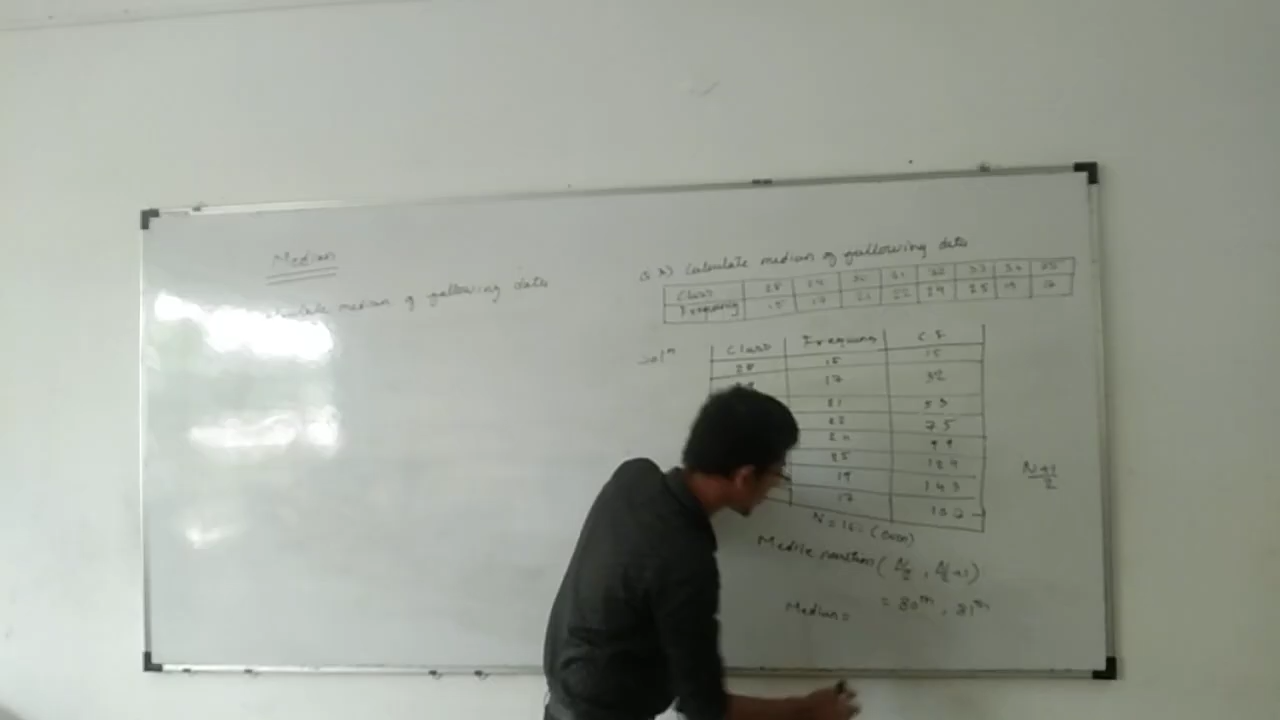 Median
calculate median of following data
Q 2) Calculate median of following data
Class 28 29 30 31 32 33 34 35
Frequency 15 17 21 22 24 25 19 17
Solⁿ
Class Frequency C.F
28 15 15
17 32
21 53
22 75
24 99
25 124
19 143
17 160
N = 160 (Even)
N+1/2
position ( N/2 , N/2+1)
= 80th , 81th
Median =